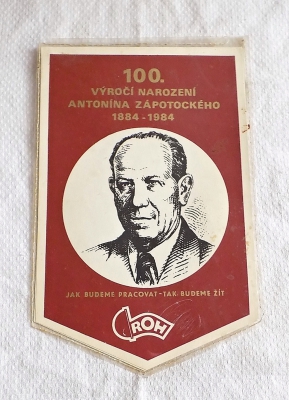 100.
VÝROČÍ NAROZENÍ
ANTONÍNA ZÁPOTOCKÉHO
1884-1984
JAK BUDEME PRACOVAT-TAK BUDEME ŽÍT
ROH